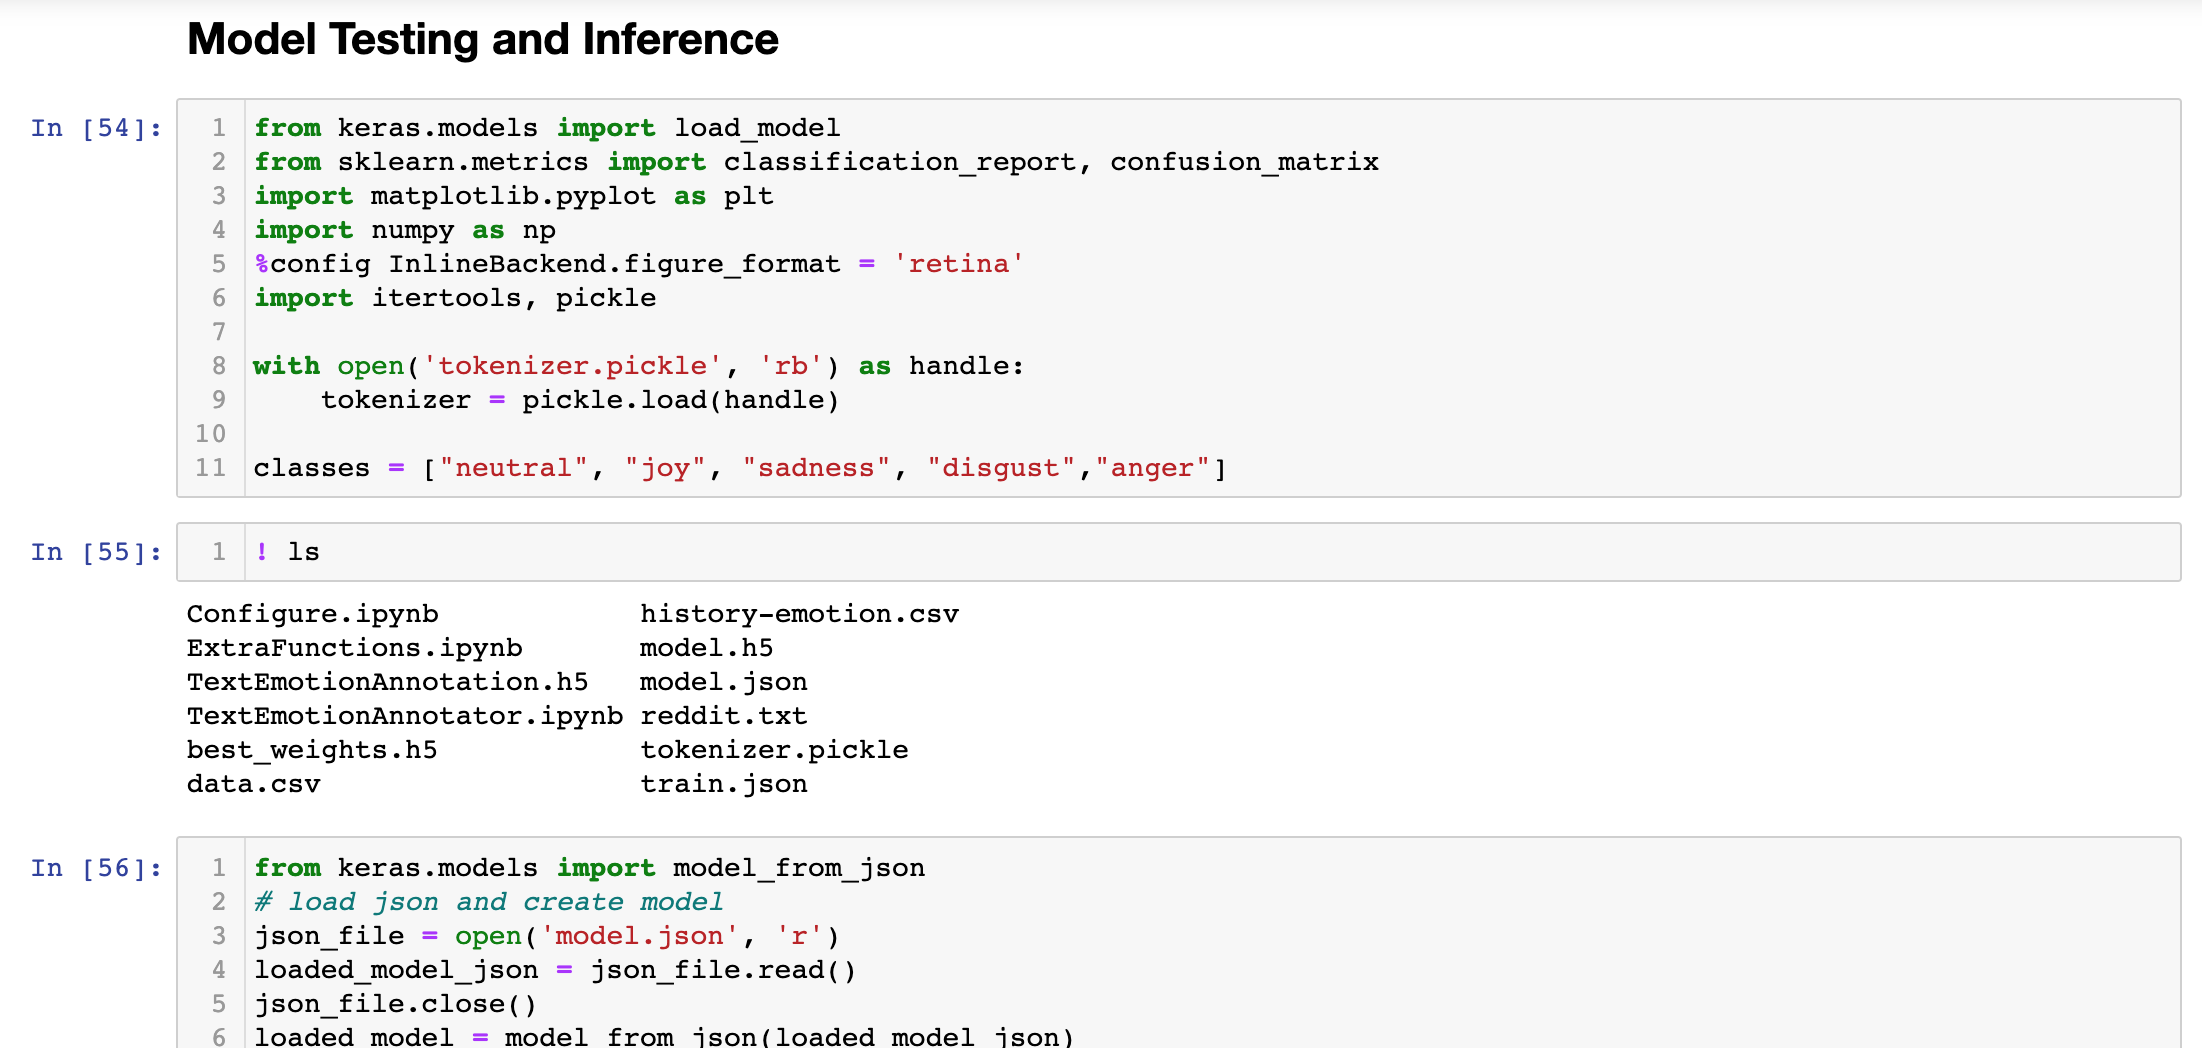 Model Testing and Inference
In [54]:
1 from keras.models import load_model
2 from sklearn.metrics import classification_report, confusion_matrix
3 import matplotlib.pyplot as plt
4 import numpy as np
5 %config InlineBackend.figure_format = 'retina'
6 import itertools, pickle
7
8 with open('tokenizer.pickle', 'rb') as handle:
9     tokenizer = pickle.load(handle)
10
11 classes = ["neutral", "joy", "sadness", "disgust","anger"]
In [55]:
1 ! ls
Configure.ipynb history-emotion.csv
ExtraFunctions.ipynb model.h5
TextEmotionAnnotation.h5 model.json
TextEmotionAnnotator.ipynb reddit.txt
best_weights.h5 tokenizer.pickle
data.csv train.json
In [56]:
1 from keras.models import model_from_json
2 # load json and create model
3 json_file = open('model.json', 'r')
4 loaded_model_json = json_file.read()
5 json_file.close()
6 loaded_model = model_from_json(loaded_model_json)